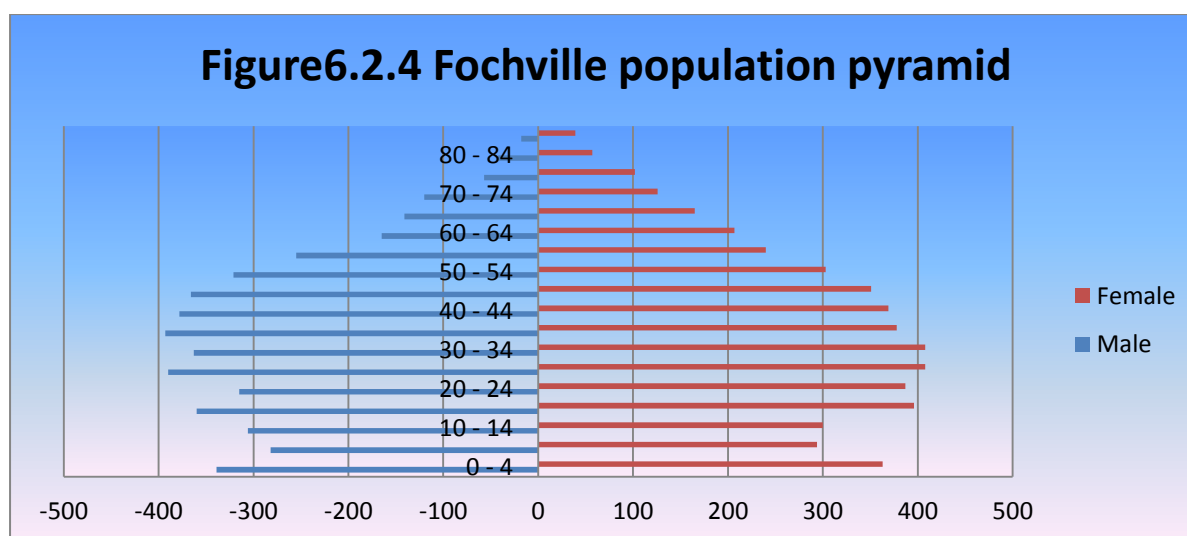 Figure6.2.4 Fochville population pyramid
80 - 84
70 - 74
60 - 64
50 - 54
40 - 44
30 - 34
20 - 24
10 - 14
0 - 4
Female
Male
-500 -400 -300 -200 -100 0 100 200 300 400 500